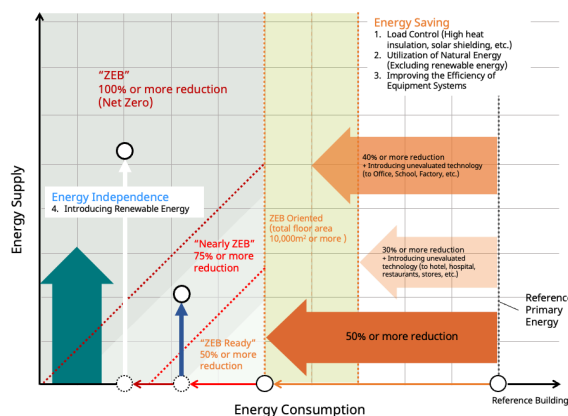 Energy Saving
1. Load Control (High heat
insulation, solar shielding, etc.)
2. Utilization of Natural Energy
(Excluding renewable energy)
3. Improving the Efficiency of
Equipment Systems
“ZEB”
100% or more reduction
(Net Zero)
Energy Supply
40% or more reduction
+ Introducing unevaluated technology
(to Office, School, Factory, etc.)
Energy Independence
4. Introducing Renewable Energy
ZEB Oriented
(total floor area
10,000m² or more )
“Nearly ZEB”
75% or more
reduction
30% or more reduction
+ Introducing unevaluated
technology (to hotel, hospital,
restaurants, stores, etc.)
Reference
Primary
Energy
50% or more reduction
“ZEB Ready”
50% or more
reduction
Reference Building
Energy Consumption